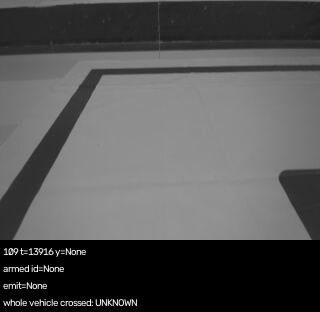 109 t=13916 y=None
armed id=None
emit=None
whole vehicle crossed: UNKNOWN